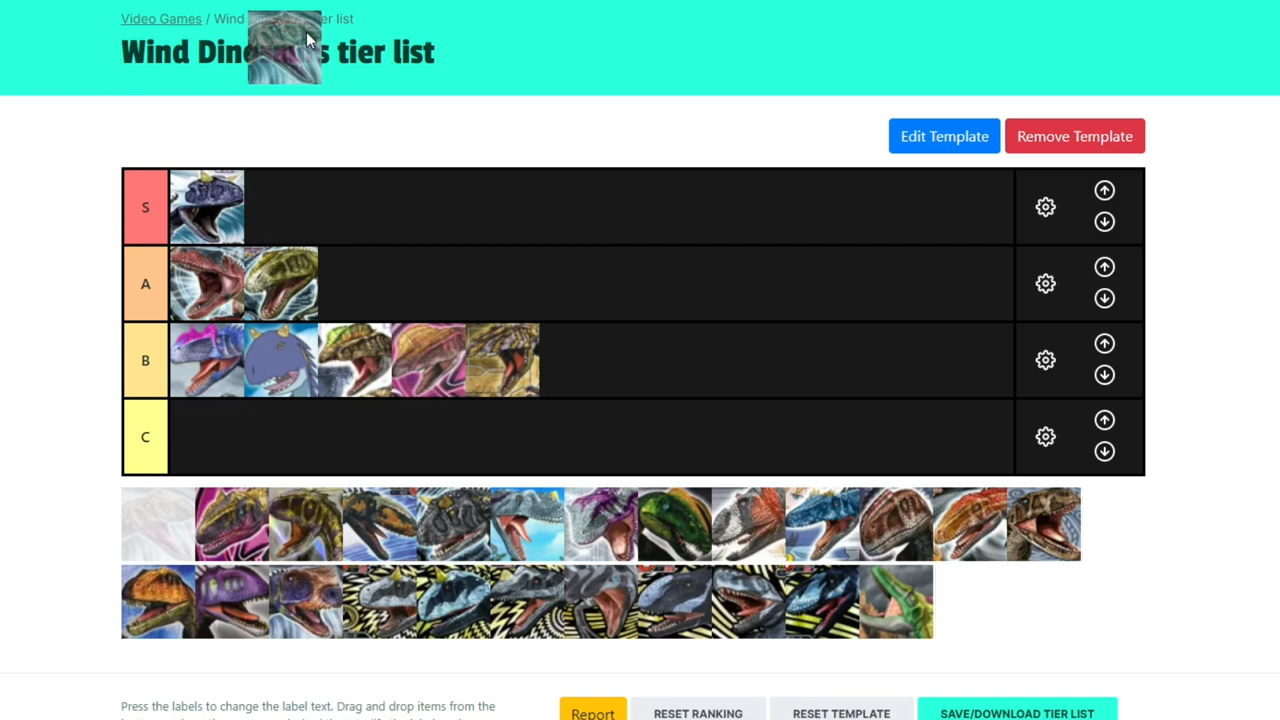 Video Games / Wind er list
Wind Dino s tier list
Edit Template
Remove Template
S
A
B
C
Press the labels to change the label text. Drag and drop items from the
Report
RESET RANKING
RESET TEMPLATE
SAVE/DOWNLOAD TIER LIST